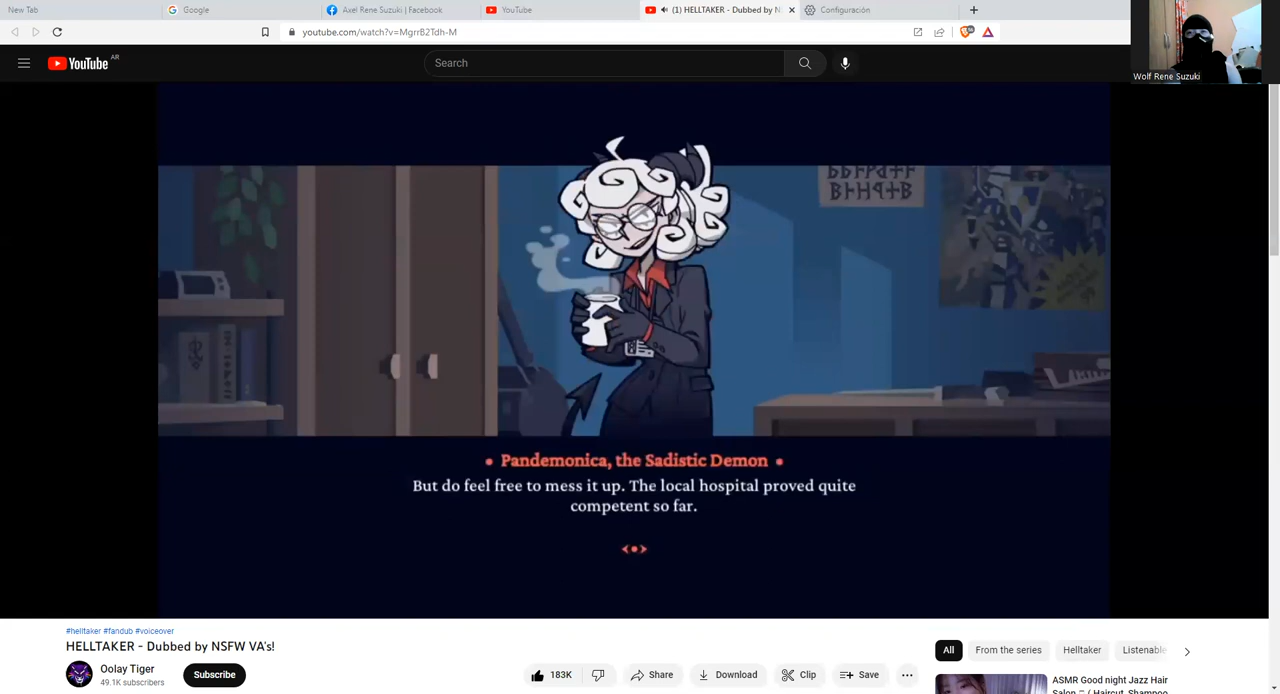 New Tab
Google
Axel Rene Suzuki | Facebook
YouTube
(1) HELLTAKER - Dubbed by N
Configuración
youtube.com/watch?v=MgrrB2Tdh-M
Wolf Rene Suzuki
YouTube AR
Search
• Pandemonica, the Sadistic Demon •
But do feel free to mess it up. The local hospital proved quite
competent so far.
#helltaker #fandub #voiceover
HELLTAKER - Dubbed by NSFW VA's!
Oolay Tiger
49.1K subscribers
Subscribe
183K
Share
Download
Clip
Save
All
From the series
Helltaker
Listenable
ASMR Good night Jazz Hair
Salon
( Haircut, Shampoo